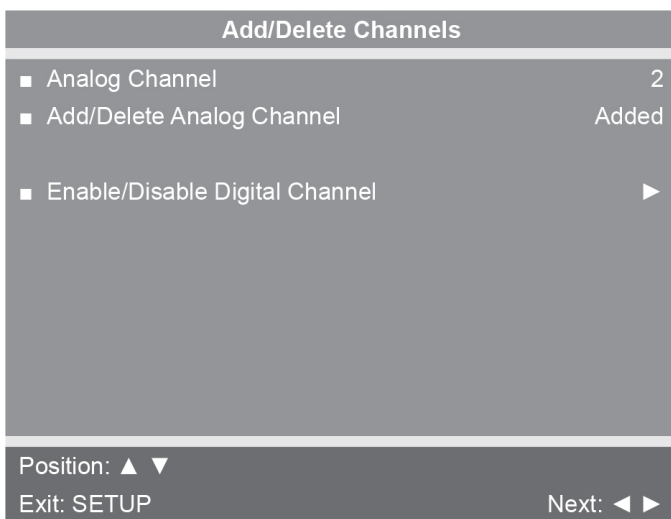 Add/Delete Channels
■ Analog Channel 2
■ Add/Delete Analog Channel Added
■ Enable/Disable Digital Channel ►
Position: ▲ ▼
Exit: SETUP Next: ◄ ►